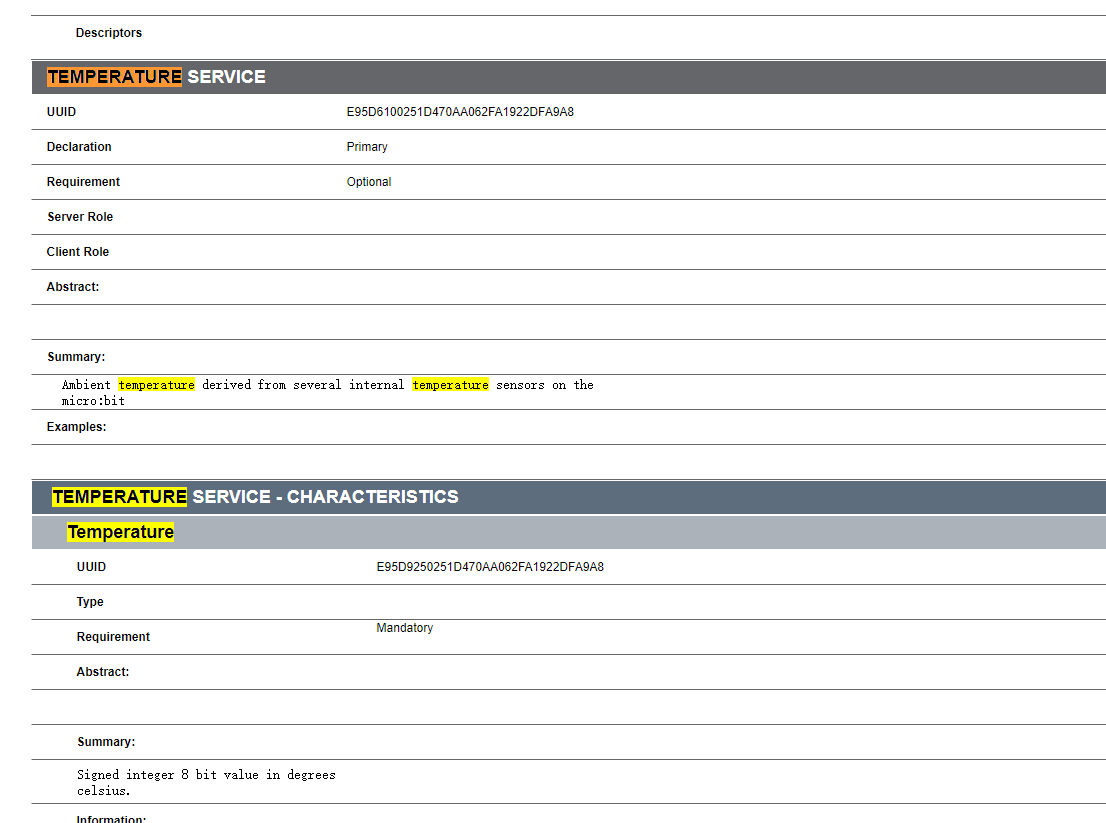 Descriptors
TEMPERATURE SERVICE
UUID E95D6100251D470AA062FA1922DFA9A8
Declaration Primary
Requirement Optional
Server Role
Client Role
Abstract:
Summary:
Ambient temperature derived from several internal temperature sensors on the
micro:bit
Examples:
TEMPERATURE SERVICE - CHARACTERISTICS
Temperature
UUID E95D9250251D470AA062FA1922DFA9A8
Type
Requirement Mandatory
Abstract:
Summary:
Signed integer 8 bit value in degrees
celsius.
Information: